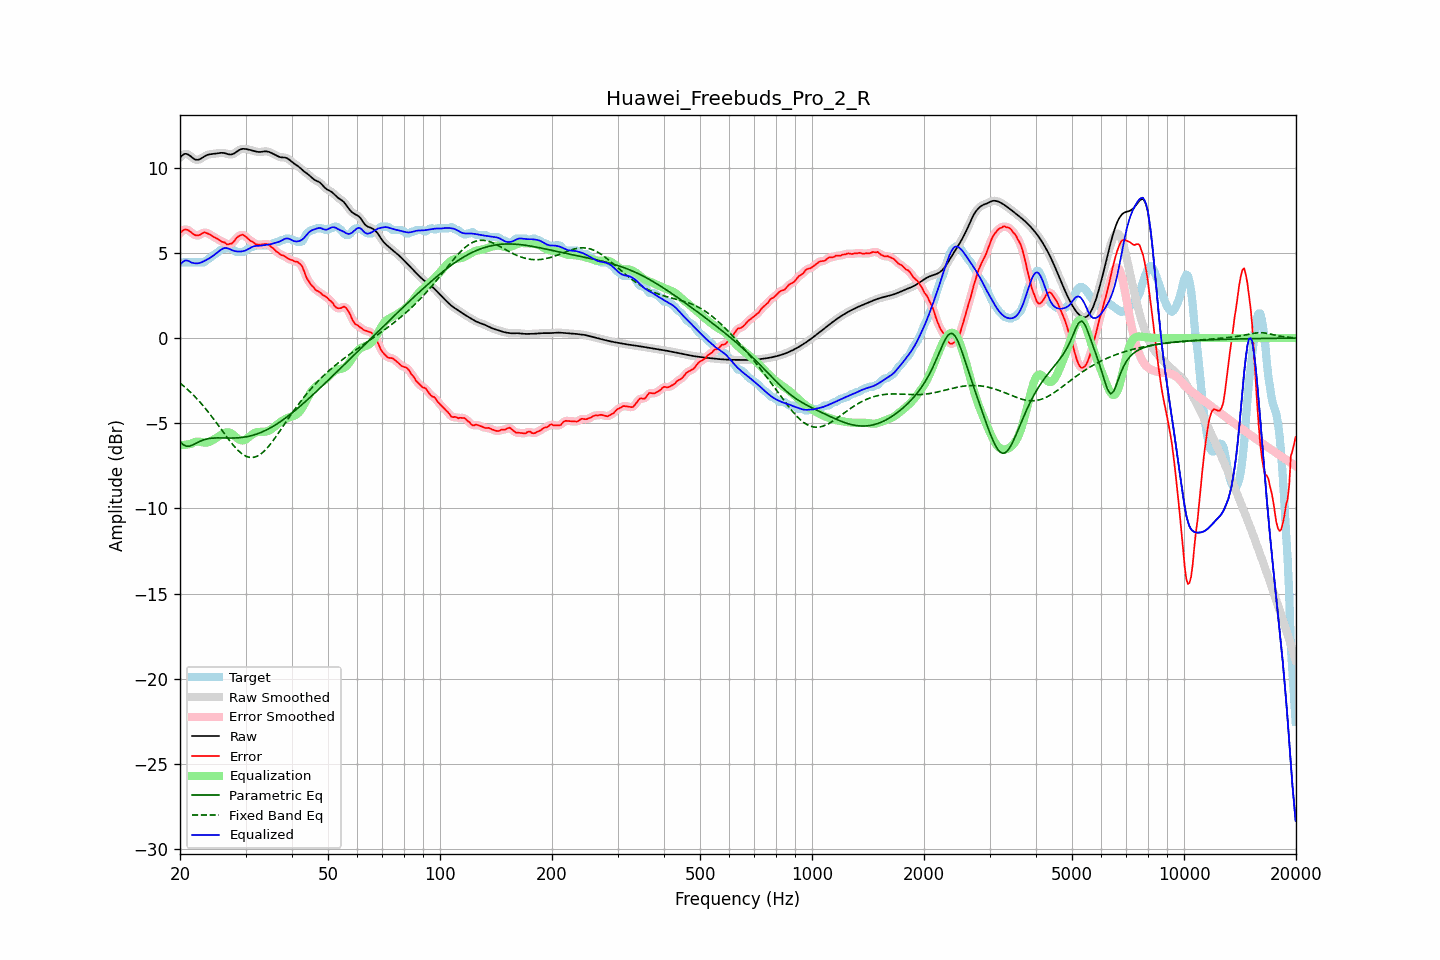 Huawei_Freebuds_Pro_2_R
Amplitude (dBr)
10
5
0
−5
−10
−15
−20
−25
−30
Target
Raw Smoothed
Error Smoothed
Raw
Error
Equalization
Parametric Eq
Fixed Band Eq
Equalized
20 50 100 200 500 1000 2000 5000 10000 20000
Frequency (Hz)